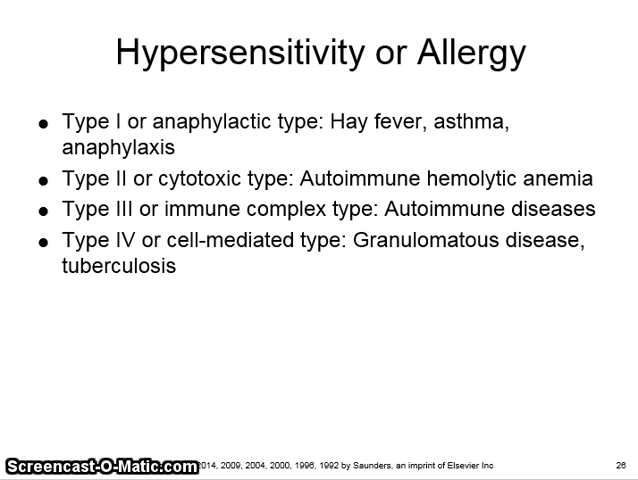 Hypersensitivity or Allergy
● Type I or anaphylactic type: Hay fever, asthma,
anaphylaxis
● Type II or cytotoxic type: Autoimmune hemolytic anemia
● Type III or immune complex type: Autoimmune diseases
● Type IV or cell-mediated type: Granulomatous disease,
tuberculosis
Screencast-O-Matic.com 2014, 2009, 2004, 2000, 1996, 1992 by Saunders, an imprint of Elsevier Inc 26